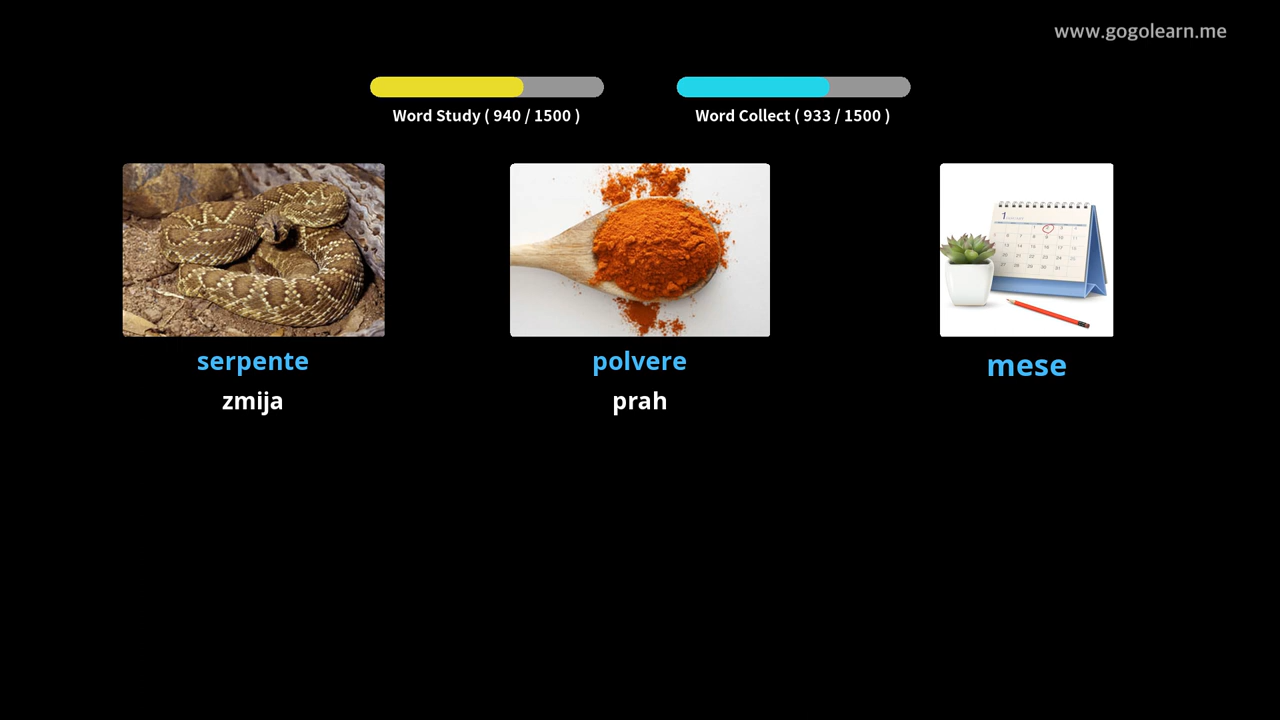 www.gogolearn.me
Word Study ( 940 / 1500 )
Word Collect ( 933 / 1500 )
serpente
zmija
polvere
prah
mese